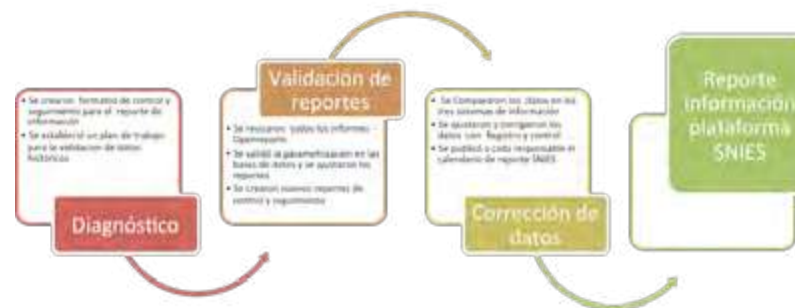 • Se crearon formatos de control y
seguimiento para el reporte de
información
• Se estableció un plan de trabajo
para la validación de datos
históricos
Diagnóstico
Validación de
reportes
• Se revisaron todos los informes
• Se validó la parametrización en las
bases de datos y se ajustaron los
reportes
• Se crearon nuevos reportes de
control y seguimiento
• Se Compararon los datos en los
tres sistemas de información
• Se ajustaron y corrigieron los
datos con Registro y control
• Se publicó a cada responsable el
calendario de reporte SNIES
Corrección de
datos
Reporte
información
plataforma
SNIES